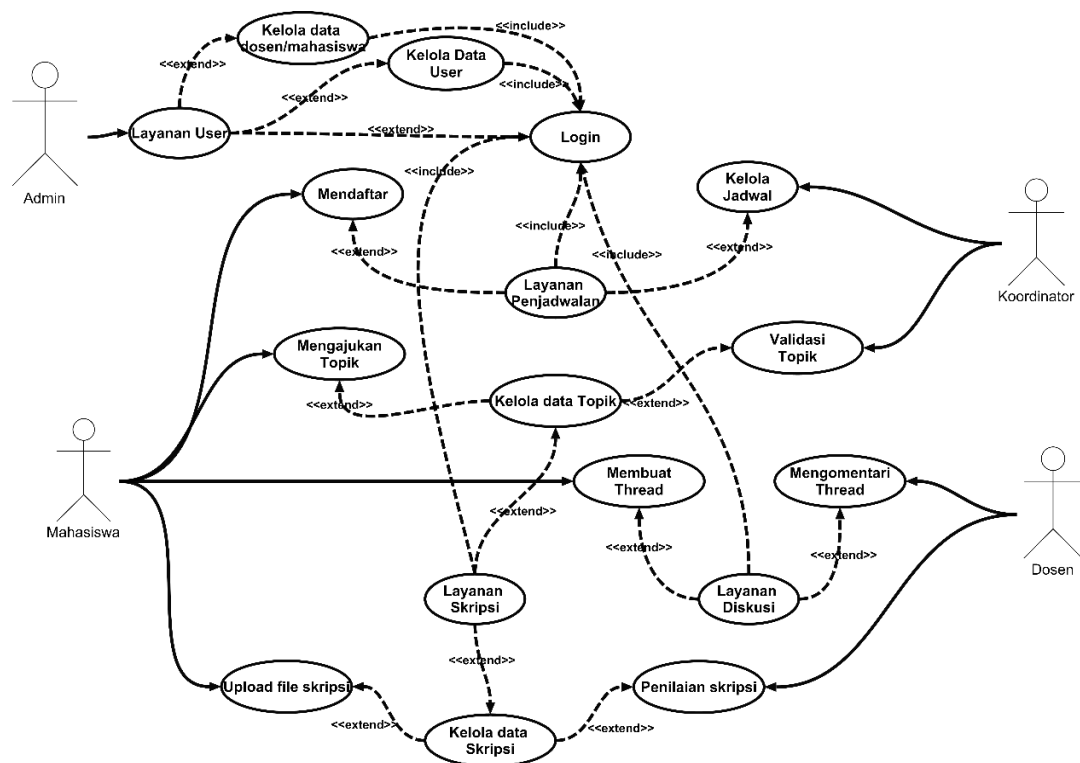 Kelola data
dosen/mahasiswa
<<include>>
Kelola Data
User
<<extend>>
<<include>>
<<extend>>
Layanan User
<<extend>>
Login
Admin
<<include>>
Mendaftar
Kelola
Jadwal
<<extend>>
<<include>>
<<include>>
<<extend>>
Layanan
Penjadwalan
Koordinator
Mengajukan
Topik
Validasi
Topik
<<extend>>
Kelola data Topik
<<extend>>
Mahasiswa
Membuat
Thread
Mengomentari
Thread
<<extend>>
<<extend>>
<<extend>>
Dosen
Layanan
Skripsi
Layanan
Diskusi
<<extend>>
Upload file skripsi
Penilaian skripsi
<<extend>>
Kelola data
Skripsi
<<extend>>